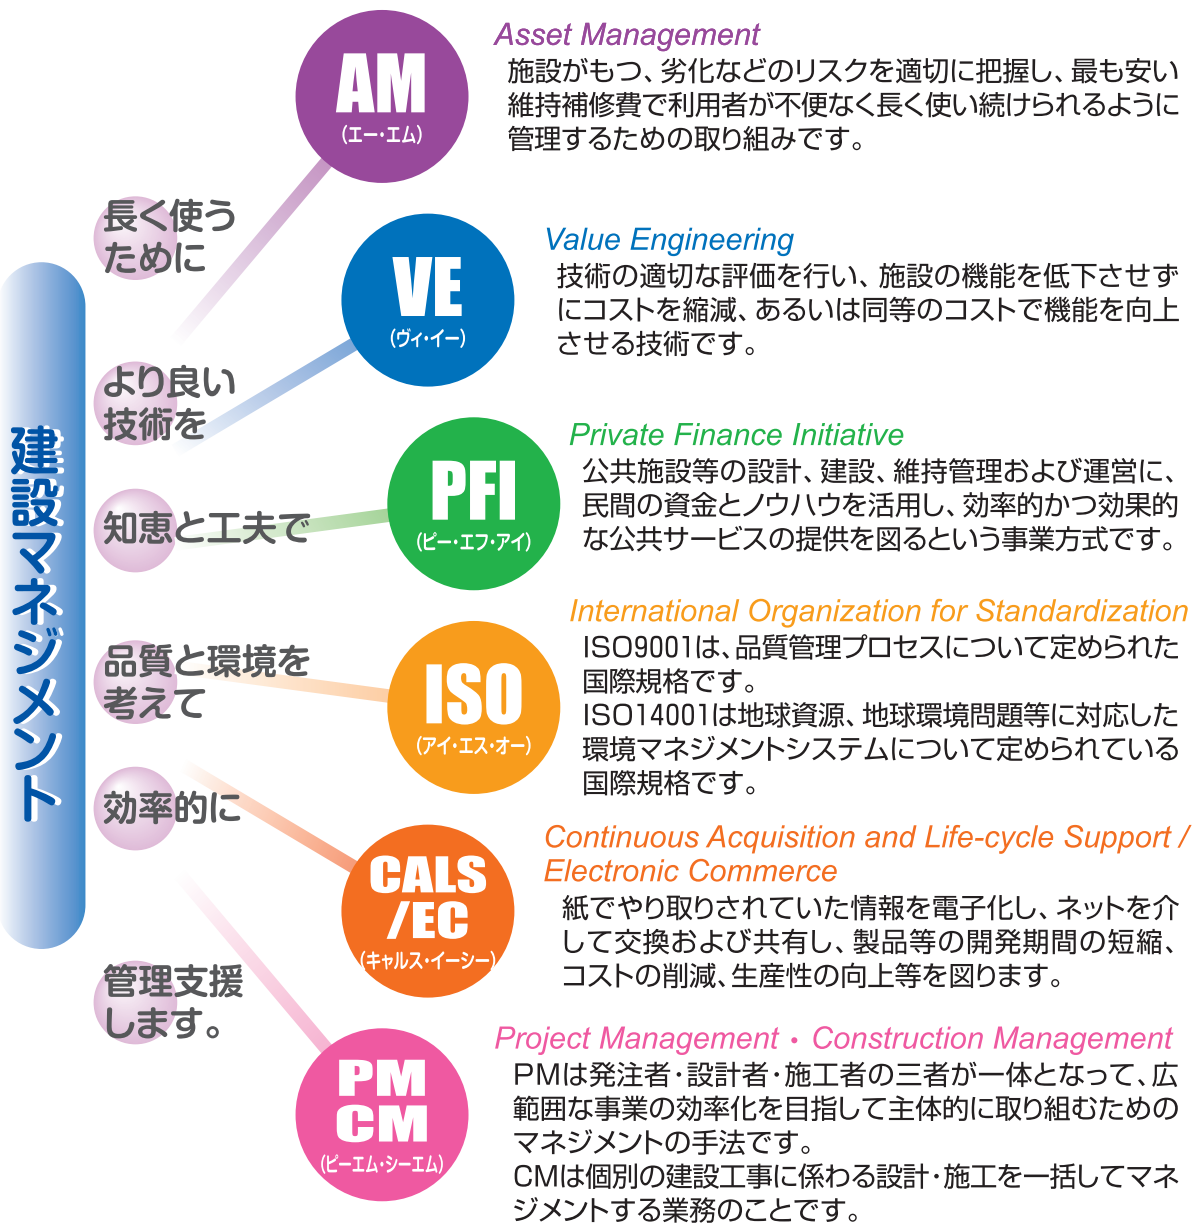 建設マネジメント
長く使う
ために
より良い
技術を
知恵と工夫で
品質と環境を
考えて
効率的に
管理支援
します。
AM
（エー・エム）
Asset Management
施設がもつ、劣化などのリスクを適切に把握し、最も安い
維持補修費で利用者が不便なく長く使い続けられるように
管理するための取り組みです。
VE
（ヴィ・イー）
Value Engineering
技術の適切な評価を行い、施設の機能を低下させず
にコストを縮減、あるいは同等のコストで機能を向上
させる技術です。
PFI
（ピー・エフ・アイ）
Private Finance Initiative
公共施設等の設計、建設、維持管理および運営に、
民間の資金とノウハウを活用し、効率的かつ効果的
な公共サービスの提供を図るという事業方式です。
ISO
（アイ・エス・オー）
International Organization for Standardization
ISO9001は、品質管理プロセスについて定められた
国際規格です。
ISO14001は地球資源、地球環境問題等に対応した
環境マネジメントシステムについて定められている
国際規格です。
CALS
/EC
（キャルス・イーシー）
Continuous Acquisition and Life-cycle Support /
Electronic Commerce
紙でやり取りされていた情報を電子化し、ネットを介
して交換および共有し、製品等の開発期間の短縮、
コストの削減、生産性の向上等を図ります。
PM
CM
（ピーエム・シーエム）
Project Management ・ Construction Management
PMは発注者・設計者・施工者の三者が一体となって、広
範囲な事業の効率化を目指して主体的に取り組むための
マネジメントの手法です。
CMは個別の建設工事に係わる設計・施工を一括してマネ
ジメントする業務のことです。